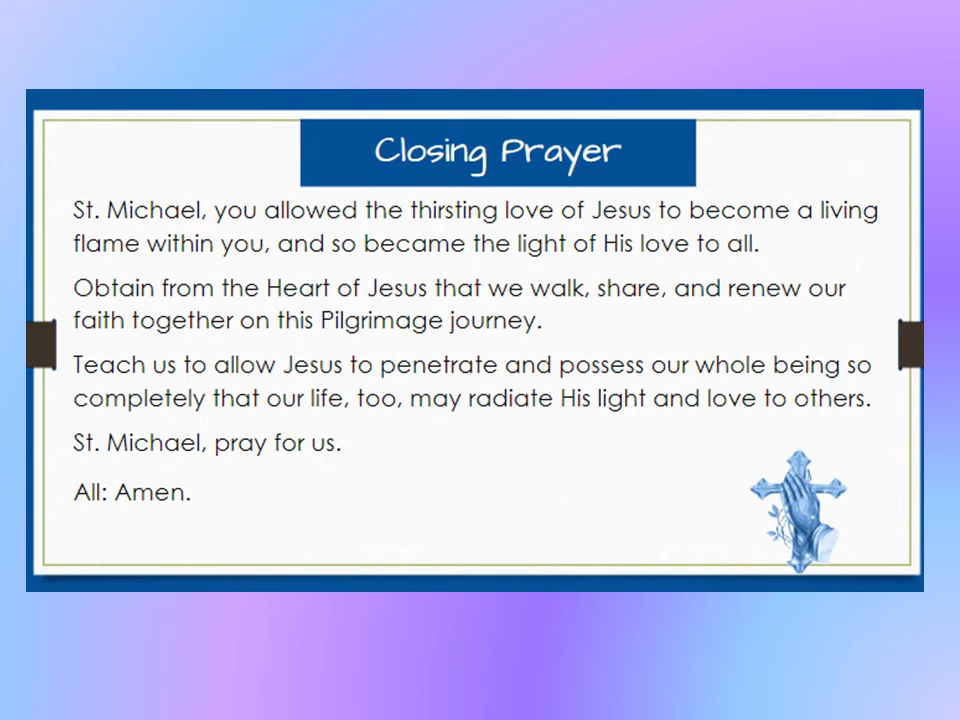 Closing Prayer
St. Michael, you allowed the thirsting love of Jesus to become a living
flame within you, and so became the light of His love to all.
Obtain from the Heart of Jesus that we walk, share, and renew our
faith together on this Pilgrimage journey.
Teach us to allow Jesus to penetrate and possess our whole being so
completely that our life, too, may radiate His light and love to others.
St. Michael, pray for us.
All: Amen.